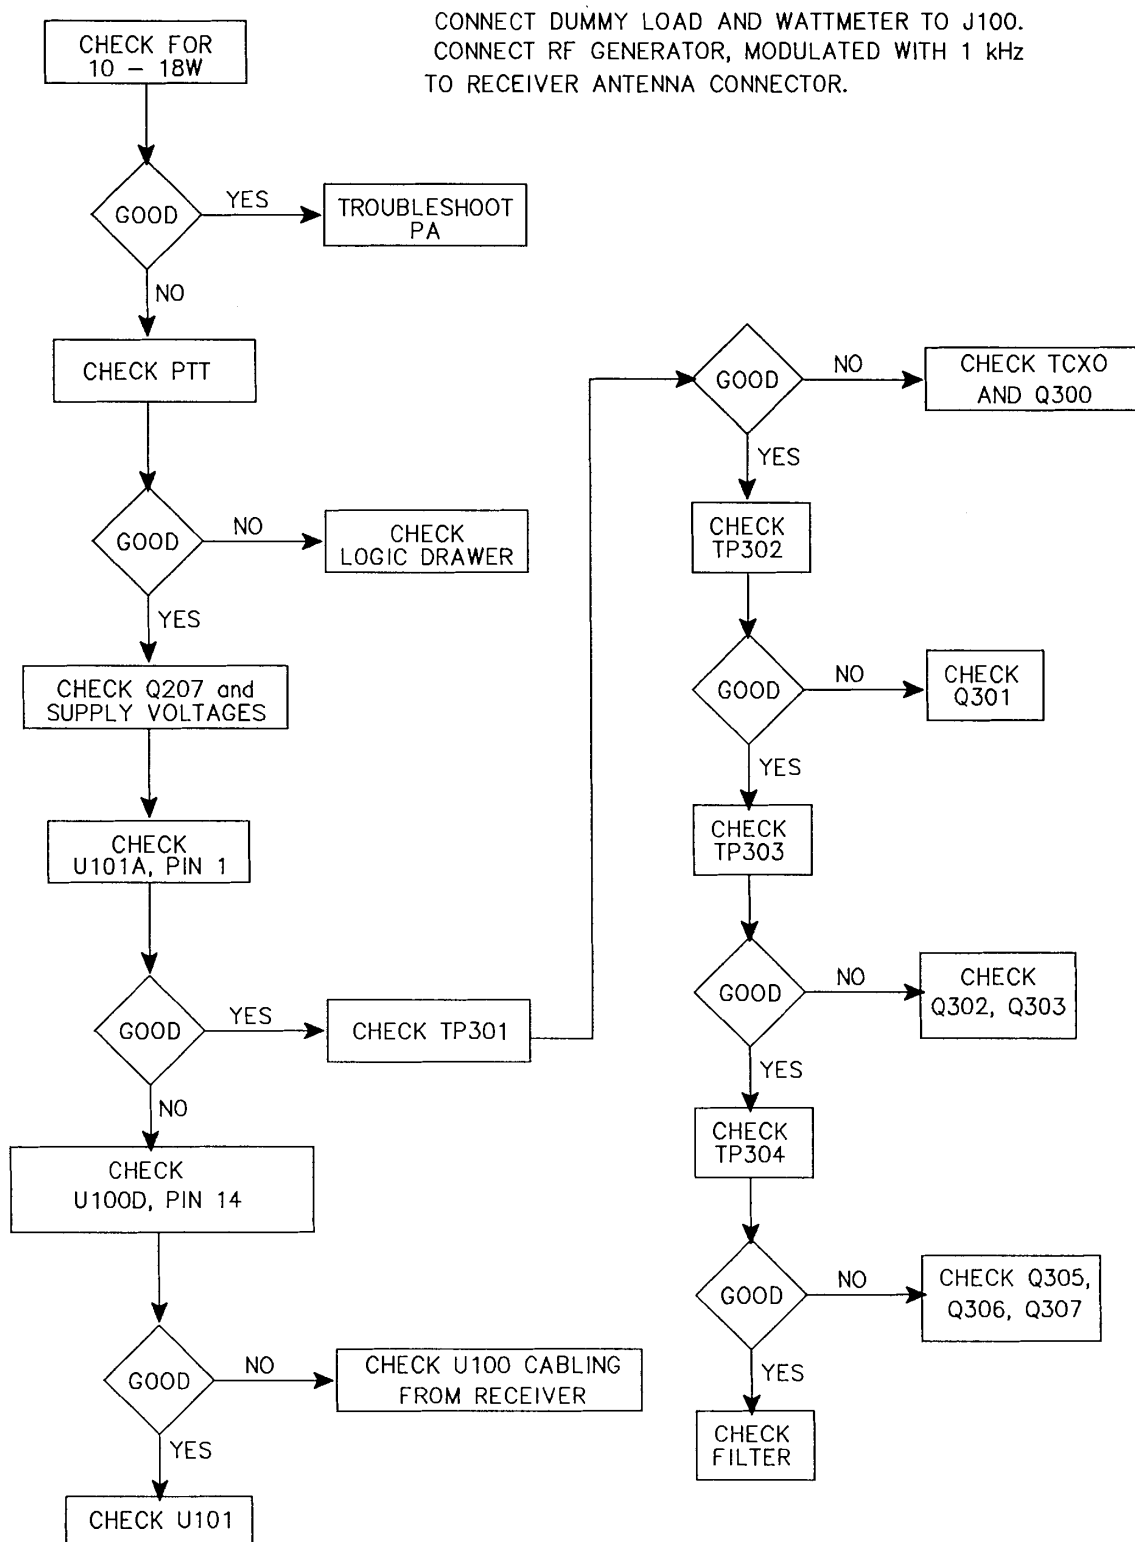 CONNECT DUMMY LOAD AND WATTMETER TO J100.
CONNECT RF GENERATOR, MODULATED WITH 1 kHz
TO RECEIVER ANTENNA CONNECTOR.
CHECK FOR
10 – 18W
GOOD
YES
TROUBLESHOOT
PA
NO
CHECK PTT
GOOD
NO
CHECK
LOGIC DRAWER
YES
CHECK Q207 and
SUPPLY VOLTAGES
CHECK
U101A, PIN 1
GOOD
YES
CHECK TP301
NO
CHECK
U100D, PIN 14
GOOD
NO
CHECK U100 CABLING
FROM RECEIVER
YES
CHECK U101
GOOD
NO
CHECK TCXO
AND Q300
YES
CHECK
TP302
GOOD
NO
CHECK
Q301
YES
CHECK
TP303
GOOD
NO
CHECK
Q302, Q303
YES
CHECK
TP304
GOOD
NO
CHECK Q305,
Q306, Q307
YES
CHECK
FILTER